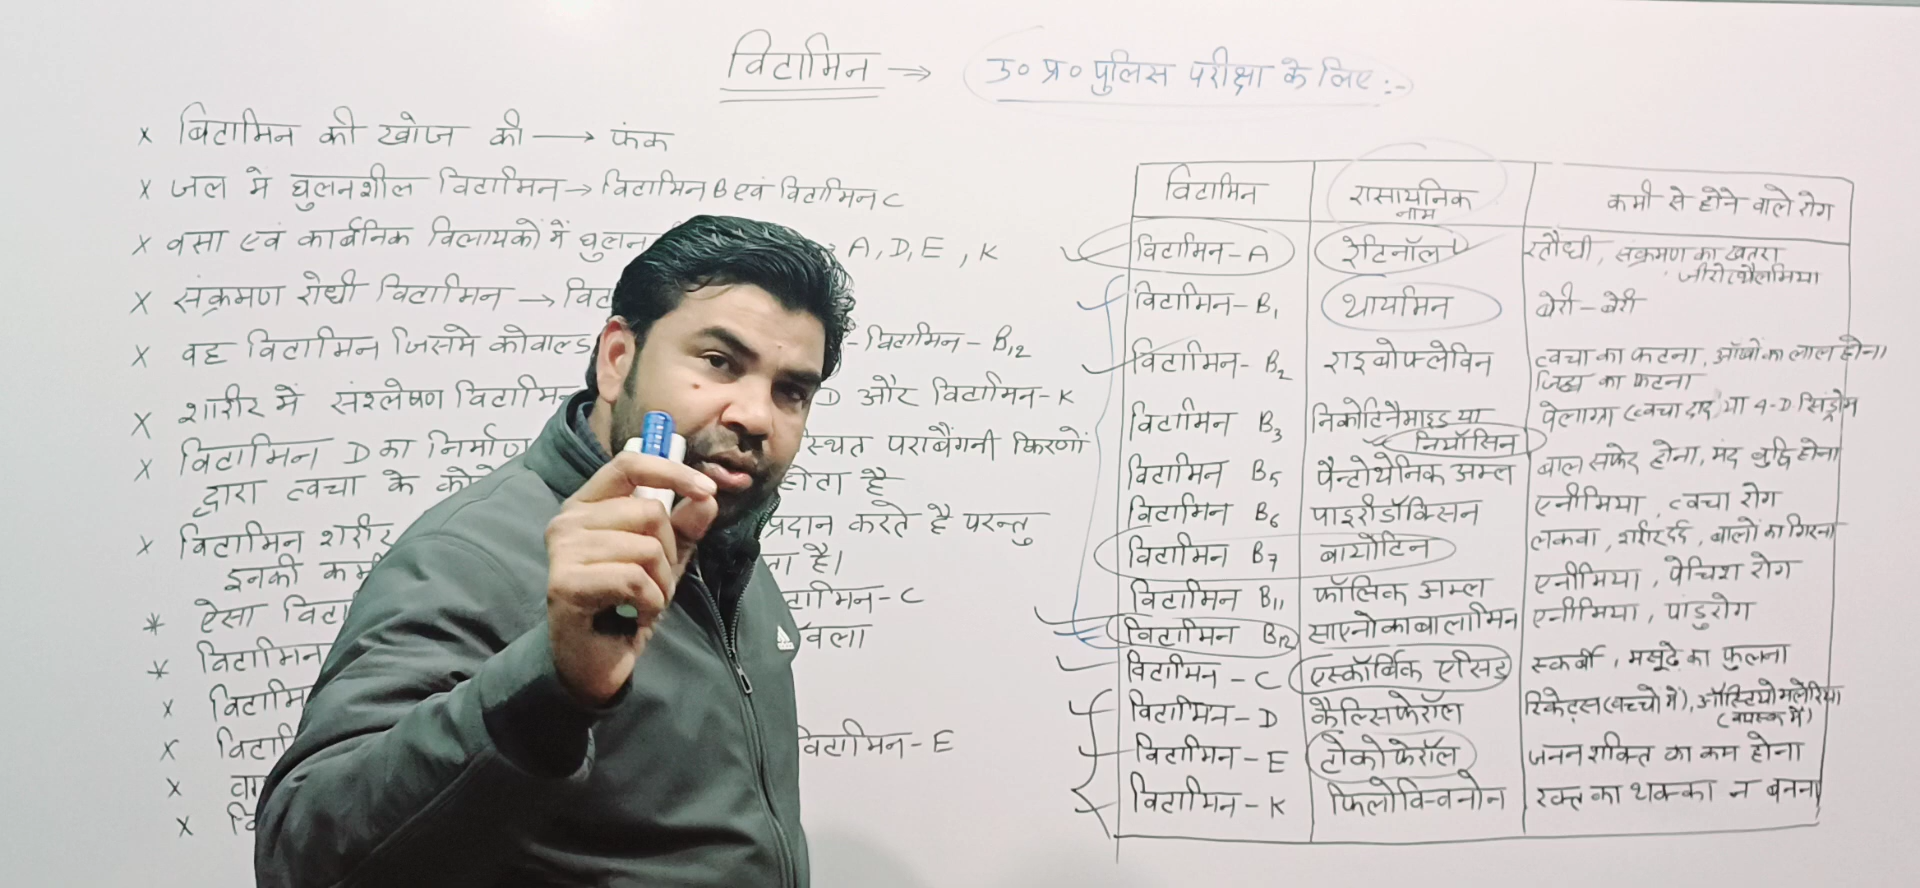 विटामिन → उ० प्र० पुलिस परीक्षा के लिए :-
x विटामिन की खोज की → फंक
x जल मे घुलनशील विटामिन → विटामिन B एवं विटामिन C
x वसा एवं कार्बनिक विलायकों में घुलन A, D, E, K
x संक्रमण रोधी विटामिन →
x वह विटामिन जिसमे कोवाल्ड - विटामिन - B12
x शरीर में संश्लेषण D और विटामिन - K
x विटामिन D का निर्माण पराबैंगनी किरणों
द्वारा त्वचा के होता है
x विटामिन शरीर प्रदान करते है परन्तु
इनकी कमी है।
* ऐसा - C
* विटामिन
x
x विटामिन - E
x
x
विटामिन रासायनिक नाम कमी से होने वाले रोग
विटामिन - A रेटिनॉल रतौंधी, संक्रमण का खतरा
जीरोफ्थैलमिया
विटामिन - B1 थायमिन बेरी - बेरी
विटामिन - B2 राइबोफ्लेविन त्वचा का फटना, आँखों का लाल होना
जिह्वा का फटना
विटामिन B3 निकोटिनैमाइड या पेलाग्रा (त्वचा दाद) या 4-D सिंड्रोम
नियॉसिन
विटामिन B5 पैन्टोथेनिक अम्ल बाल सफेद होना, मंद बुद्धि होना
विटामिन B6 पाइरीडॉक्सिन एनीमिया, त्वचा रोग
विटामिन B7 बायोटिन लकवा, शरीर दर्द, बालों का गिरना
विटामिन B11 फॉलिक अम्ल एनीमिया, पेचिश रोग
विटामिन B12 साएनोकाबालामिन एनीमिया, पांडुरोग
विटामिन - C एस्कॉर्बिक एसिड स्कर्बी, मसूढे का फुलना
विटामिन - D कैल्सिफेरॉल रिकेट्स (बच्चो में), ऑस्टियोमलेरिया
(वयस्क में)
विटामिन - E टोकोफेरॉल जनन शक्ति का कम होना
विटामिन - K फिलोक्विनोन रक्त का थक्का न बनना